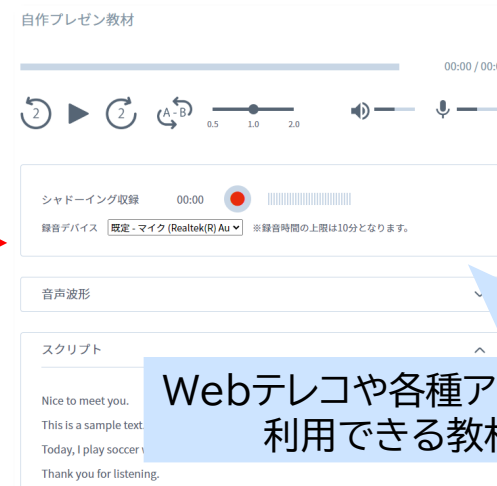 自作プレゼン教材
00:00 / 00:
2
2
A - B
0.5 1.0 2.0
シャドーイング収録 00:00
録音デバイス 既定 - マイク (Realtek(R) Au ※録音時間の上限は10分となります。
音声波形
スクリプト
Webテレコや各種ア
利用できる教
Nice to meet you.
This is a sample text.
Today, I play soccer
Thank you for listening.